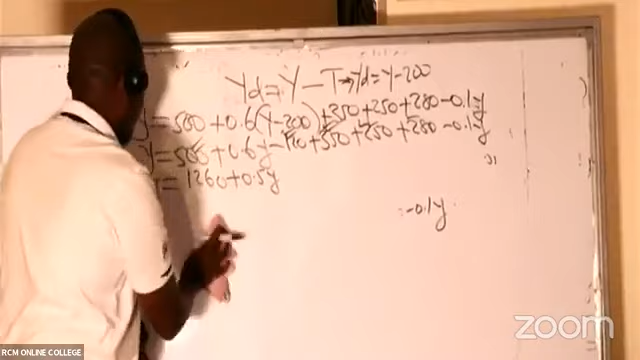 Yd = Y - T → Yd = Y - 200
y = 500 + 0.6(Y - 200) + 350 + 250 + 280 - 0.1y
y = 500 + 0.6y - 120 + 350 + 250 + 280 - 0.1y
= 1260 + 0.5y
-0.1y
zoom
RCM ONLINE COLLEGE